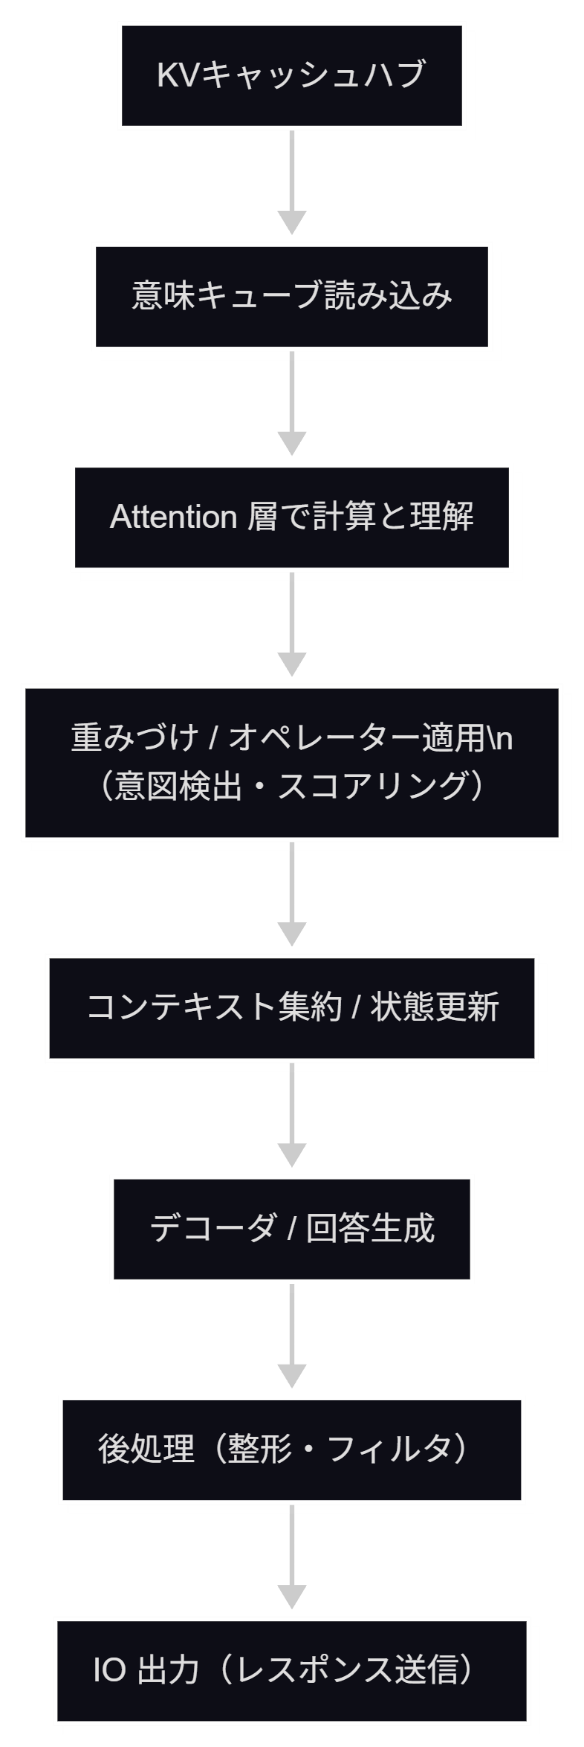 KVキャッシュハブ
意味キューブ読み込み
Attention 層で計算と理解
重みづけ / オペレーター適用\n
（意図検出・スコアリング）
コンテキスト集約 / 状態更新
デコーダ / 回答生成
後処理（整形・フィルタ）
IO 出力（レスポンス送信）